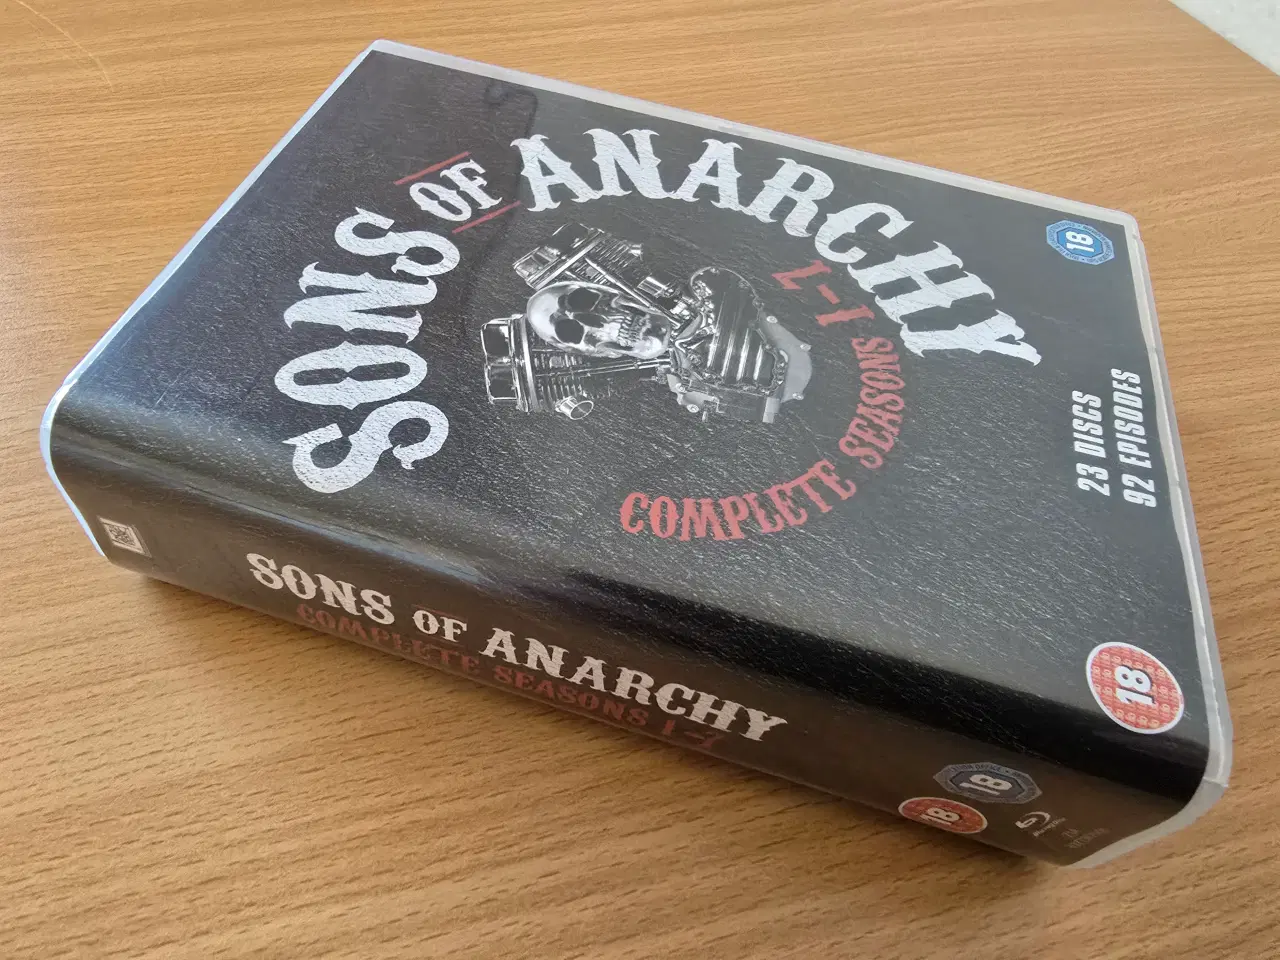 SONS OF ANARCHY
COMPLETE SEASONS 1-7
23 DISCS
92 EPISODES
18
18
SONS OF ANARCHY
COMPLETE SEASONS 1-7
18
18